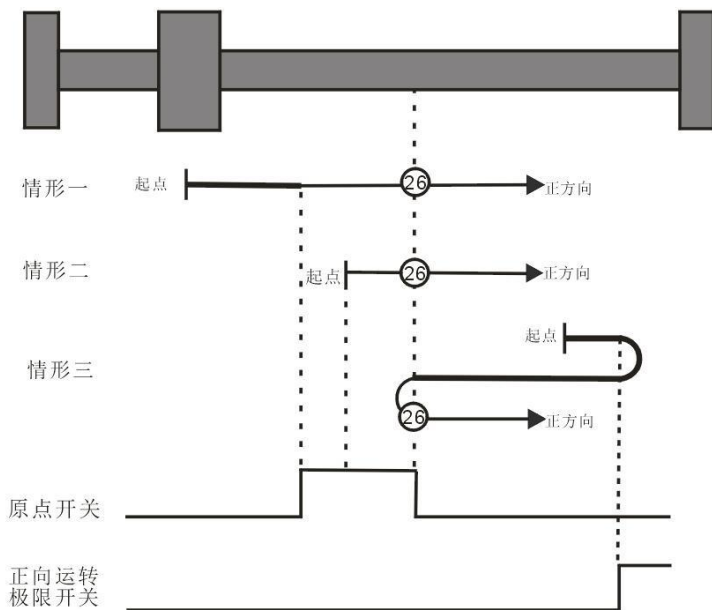 情形一
起点
26
正方向
情形二
起点
26
正方向
情形三
起点
26
正方向
原点开关
正向运转
极限开关